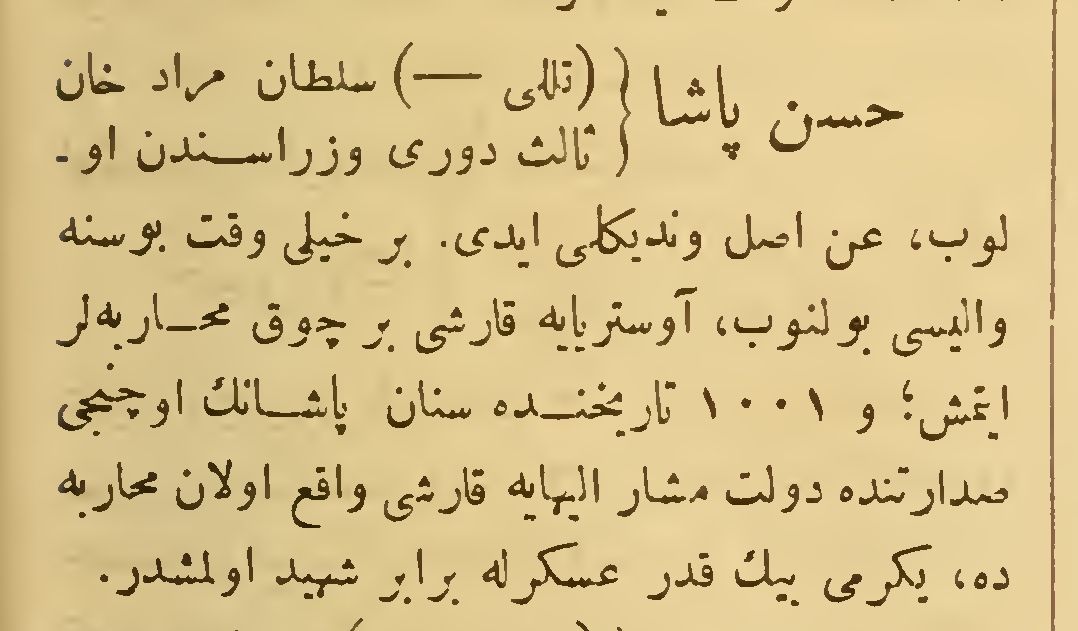 حسن پاشا { (تللی —) سلطان مراد خان
ثالث دوری وزراسندن او-
لوب، عن اصل وندیکلی ایدی. بر خیلی وقت بوسنه
والیسی بولنوب، آوستریایه قارشی بر چوق محاربه‌لر
ایتمش؛ و ۱۰۰۱ تاریخنده سنان پاشانك اوچنجی
صدارتنده دولت مشار الیهایه قارشی واقع اولان محاربه
ده، یکرمی بیك قدر عسکرله برابر شهید اولمشدر.